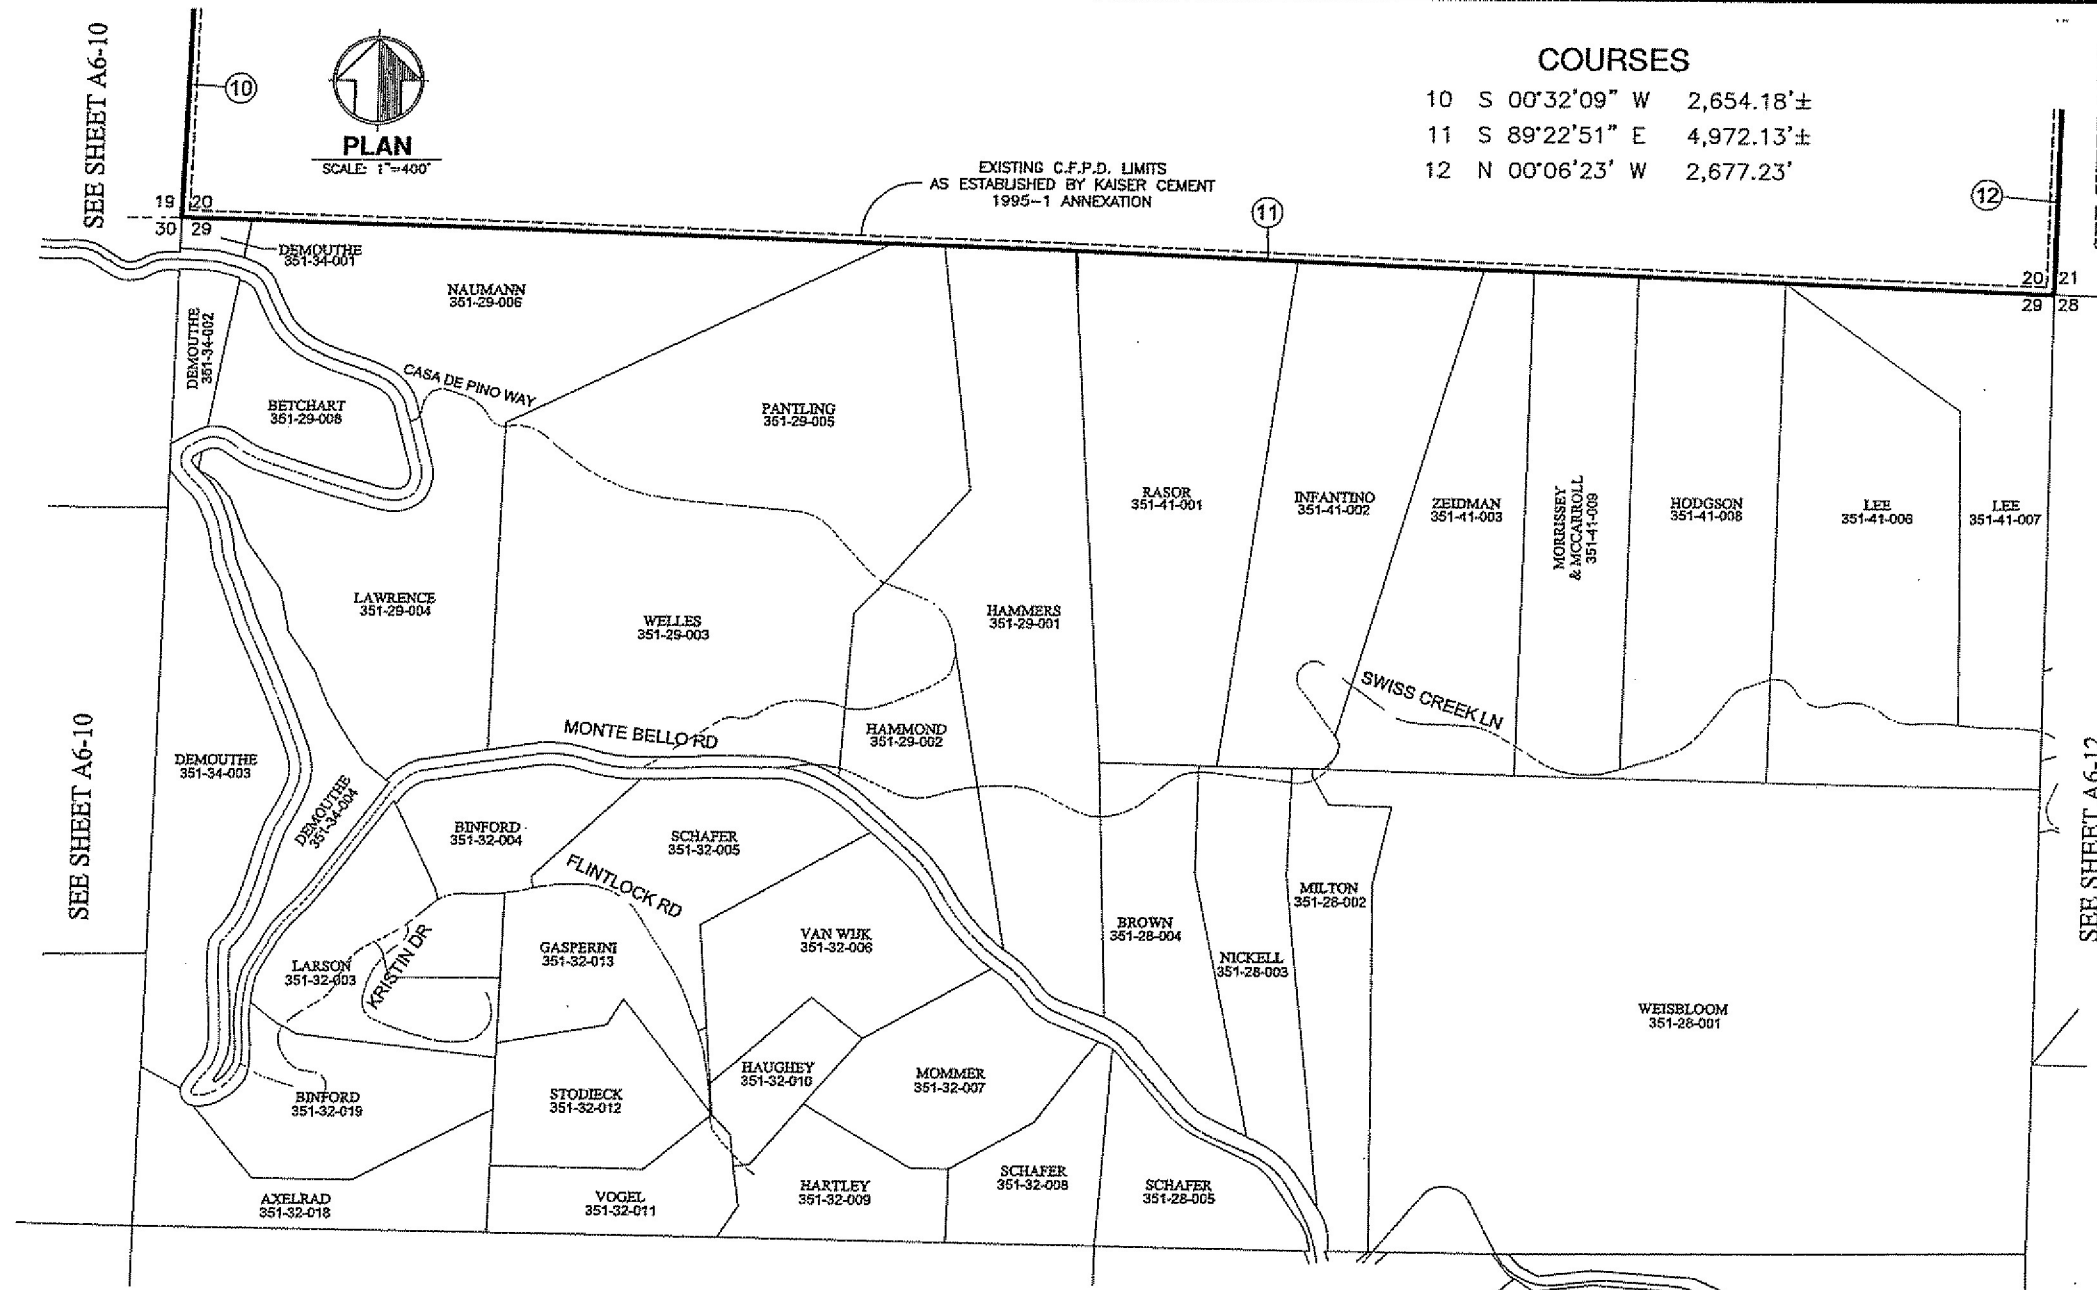 SEE SHEET A6-10
10
PLAN
SCALE: 1"=400'
COURSES
10 S 00°32'09" W 2,654.18'±
11 S 89°22'51" E 4,972.13'±
12 N 00°06'23' W 2,677.23'
EXISTING C.F.P.D. LIMITS
AS ESTABLISHED BY KAISER CEMENT
1995-1 ANNEXATION
11
12
19 20
30 29
20 21
29 28
DEMOUTHE
351-34-001
NAUMANN
351-29-006
DEMOUTHE
351-34-002
CASA DE PINO WAY
BETCHART
351-29-008
PANTLING
351-29-005
RASOR
351-41-001
INFANTINO
351-41-002
ZEIDMAN
351-41-003
MORRISSEY
& MCCARROLL
351-41-009
HODGSON
351-41-008
LEE
351-41-006
LEE
351-41-007
LAWRENCE
351-29-004
WELLES
351-29-003
HAMMERS
351-29-001
SWISS CREEK LN
MONTE BELLO RD
HAMMOND
351-29-002
SEE SHEET A6-10
DEMOUTHE
351-34-003
DEMOUTHE
351-34-004
BINFORD
351-32-004
SCHAFER
351-32-005
FLINTLOCK RD
MILTON
351-28-002
SEE SHEET A6-12
BROWN
351-28-004
VAN WIJK
351-32-006
GASPERINI
351-32-013
KRISTIN DR
LARSON
351-32-003
NICKELL
351-28-003
WEISBLOOM
351-28-001
HAUGHEY
351-32-010
MOMMER
351-32-007
BINFORD
351-32-019
STODIECK
351-32-012
AXELRAD
351-32-018
VOGEL
351-32-011
HARTLEY
351-32-009
SCHAFER
351-32-008
SCHAFER
351-28-005